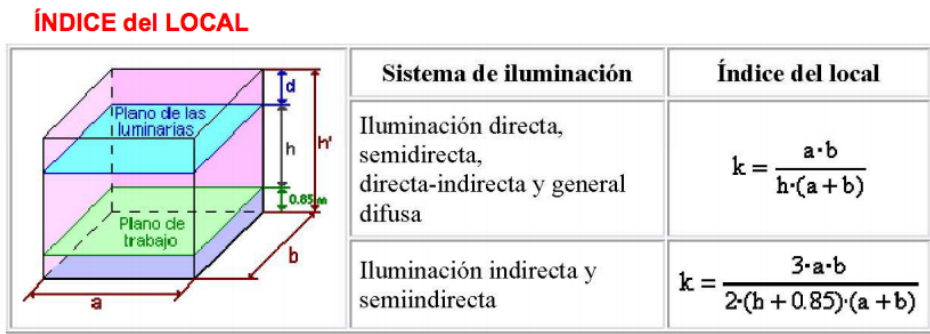 ÍNDICE del LOCAL
d
Plano de las
luminarias
h
h'
0.85 m
Plano de
trabajo
b
a
Sistema de iluminación
Índice del local
Iluminación directa,
semidirecta,
directa-indirecta y general
difusa
k = a·b / h·(a + b)
Iluminación indirecta y
semiindirecta
k = 3·a·b / 2·(h + 0.85)·(a + b)